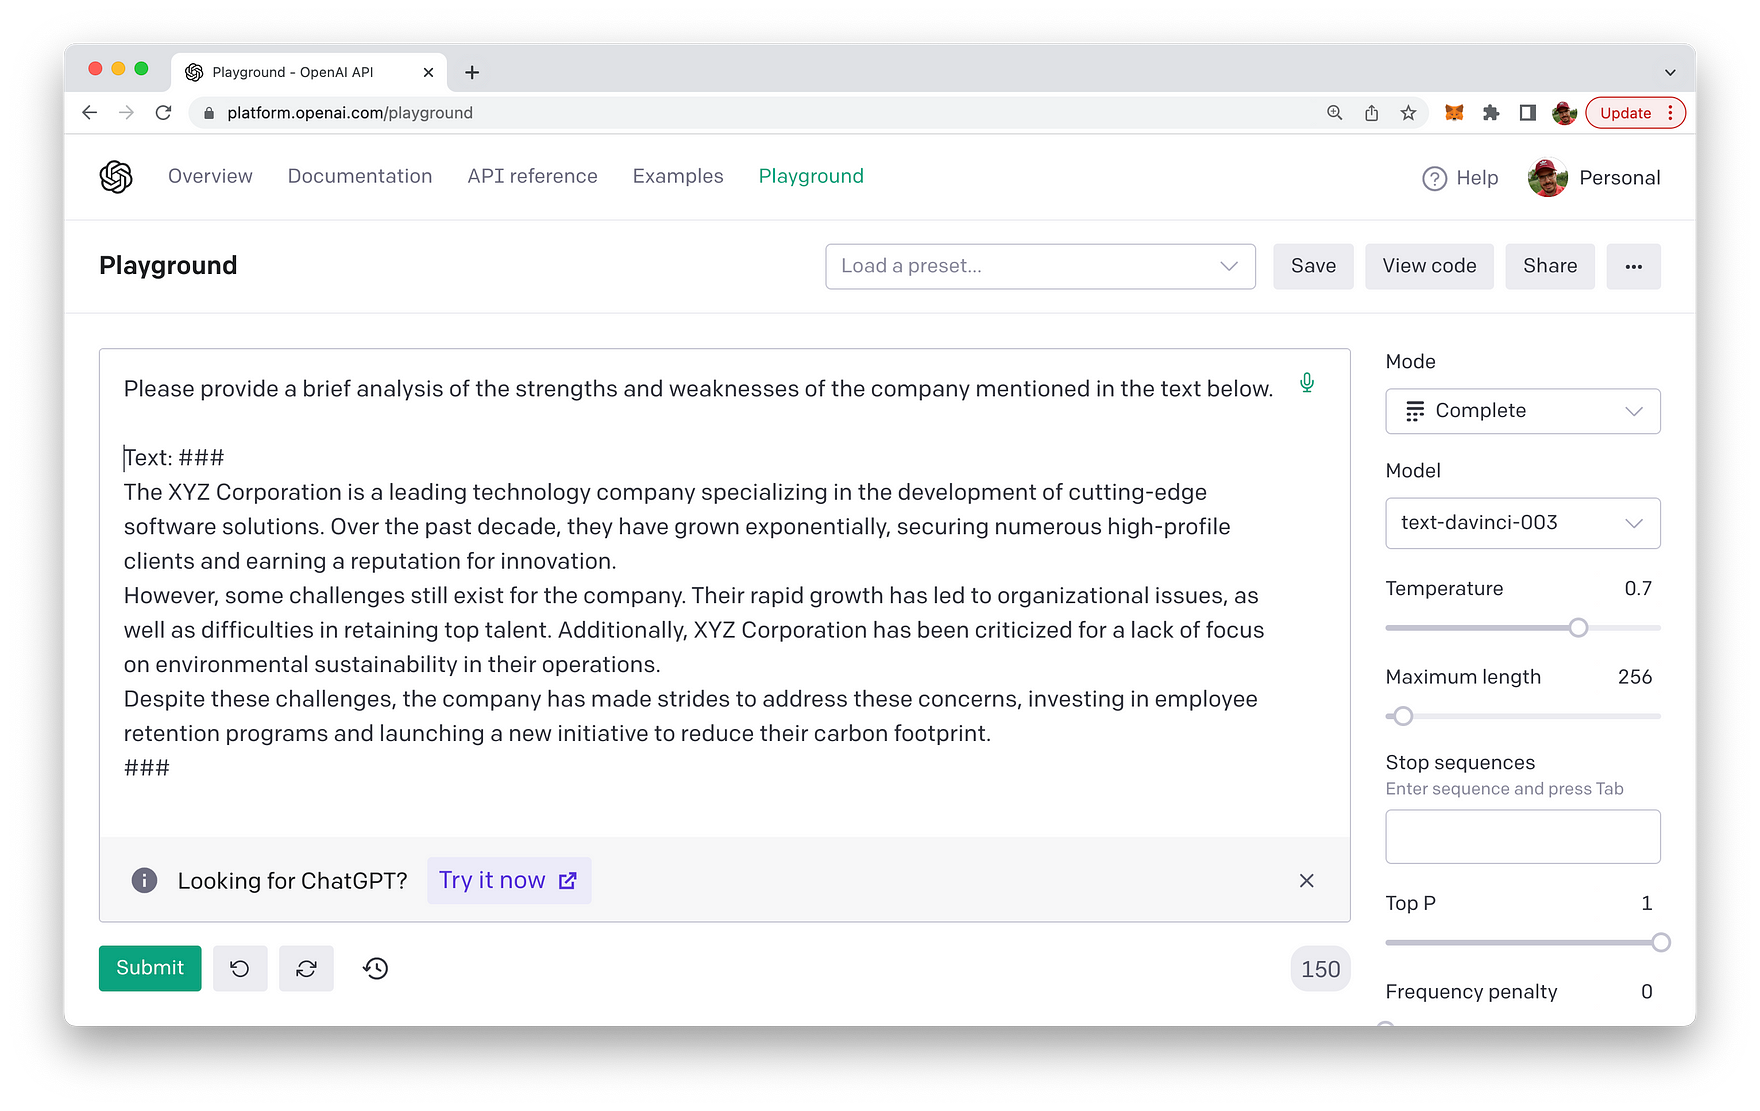 Playground - OpenAI API
platform.openai.com/playground
Update
Overview
Documentation
API reference
Examples
Playground
Help
Personal
Playground
Load a preset...
Save
View code
Share
Please provide a brief analysis of the strengths and weaknesses of the company mentioned in the text below.
Text: ###
The XYZ Corporation is a leading technology company specializing in the development of cutting-edge
software solutions. Over the past decade, they have grown exponentially, securing numerous high-profile
clients and earning a reputation for innovation.
However, some challenges still exist for the company. Their rapid growth has led to organizational issues, as
well as difficulties in retaining top talent. Additionally, XYZ Corporation has been criticized for a lack of focus
on environmental sustainability in their operations.
Despite these challenges, the company has made strides to address these concerns, investing in employee
retention programs and launching a new initiative to reduce their carbon footprint.
###
Looking for ChatGPT?
Try it now
Submit
150
Mode
Complete
Model
text-davinci-003
Temperature 0.7
Maximum length 256
Stop sequences
Enter sequence and press Tab
Top P 1
Frequency penalty 0